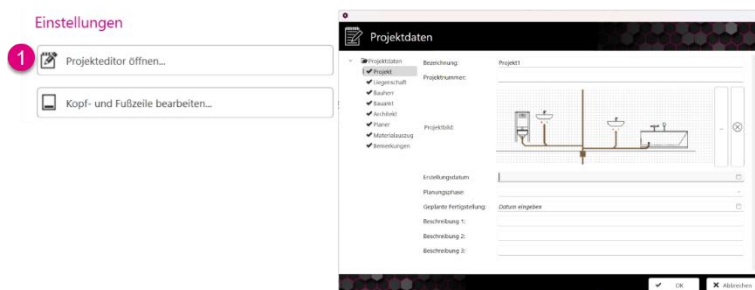 Einstellungen
1
Projekteditor öffnen...
Kopf- und Fußzeile bearbeiten...
Projektdaten
Projektdaten
Projekt
Liegenschaft
Bauherr
Bauamt
Architekt
Planer
Materialauszug
Bemerkungen
Bezeichnung:
Projekt1
Projektnummer:
Projektbild:
Erstellungsdatum
Planungsphase:
Geplante Fertigstellung:
Datum eingeben
Beschreibung 1:
Beschreibung 2:
Beschreibung 3:
OK
Abbrechen